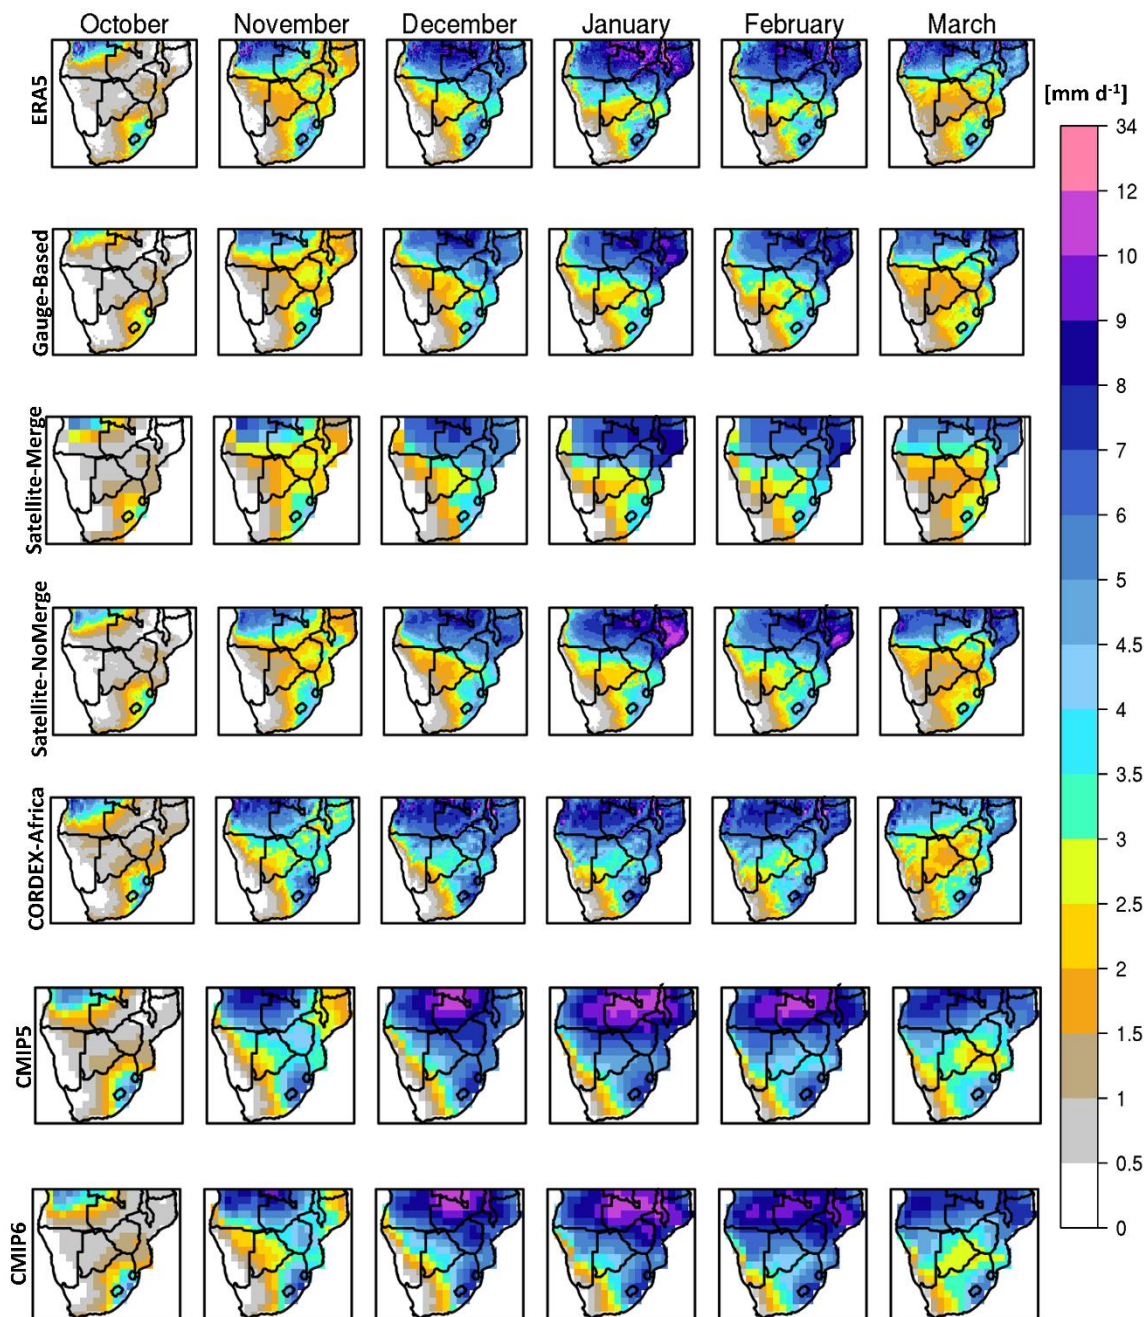 October November December January February March
ERA5
[mm d-1]
34
12
Gauge-Based
10
9
8
Satellite-Merge
7
6
5
Satellite-NoMerge
4.5
4
3.5
CORDEX-Africa
3
2.5
2
CMIP5
1.5
1
0.5
CMIP6
0